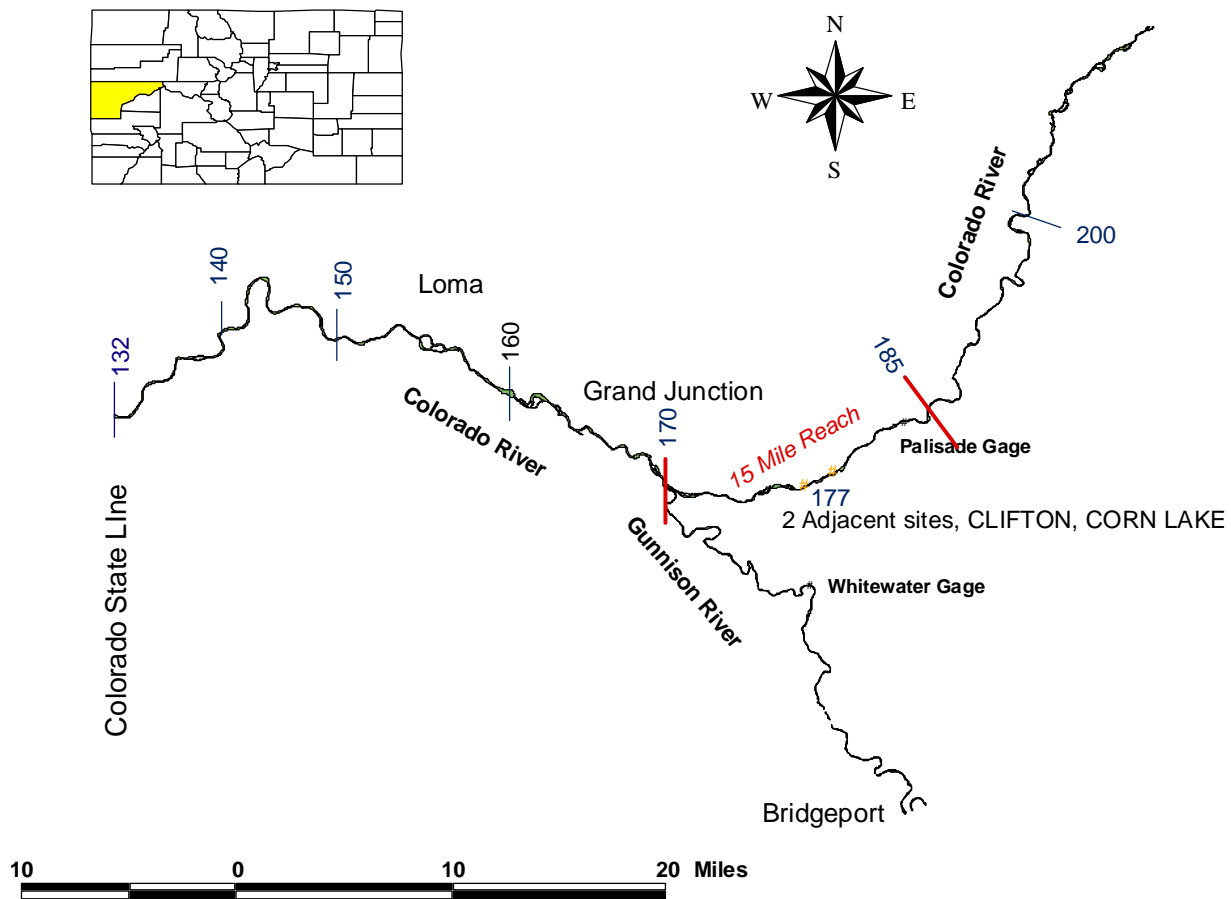 N
W E
S
Colorado River
200
140
150
Loma
132
160
185
Grand Junction
170
Colorado River
15 Mile Reach
Palisade Gage
177
2 Adjacent sites, CLIFTON, CORN LAKE
Gunnison River
Whitewater Gage
Colorado State LIne
Bridgeport
10 0 10 20 Miles